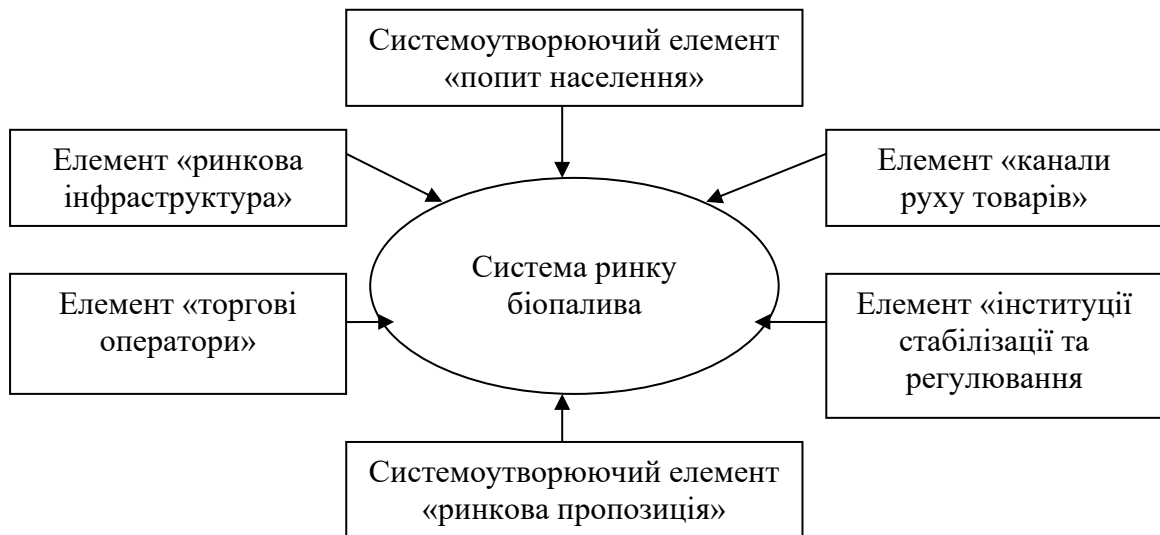 Системоутворюючий елемент
«попит населення»
Елемент «ринкова
інфраструктура»
Елемент «канали
руху товарів»
Система ринку
біопалива
Елемент «торгові
оператори»
Елемент «інституції
стабілізації та
регулювання
Системоутворюючий елемент
«ринкова пропозиція»